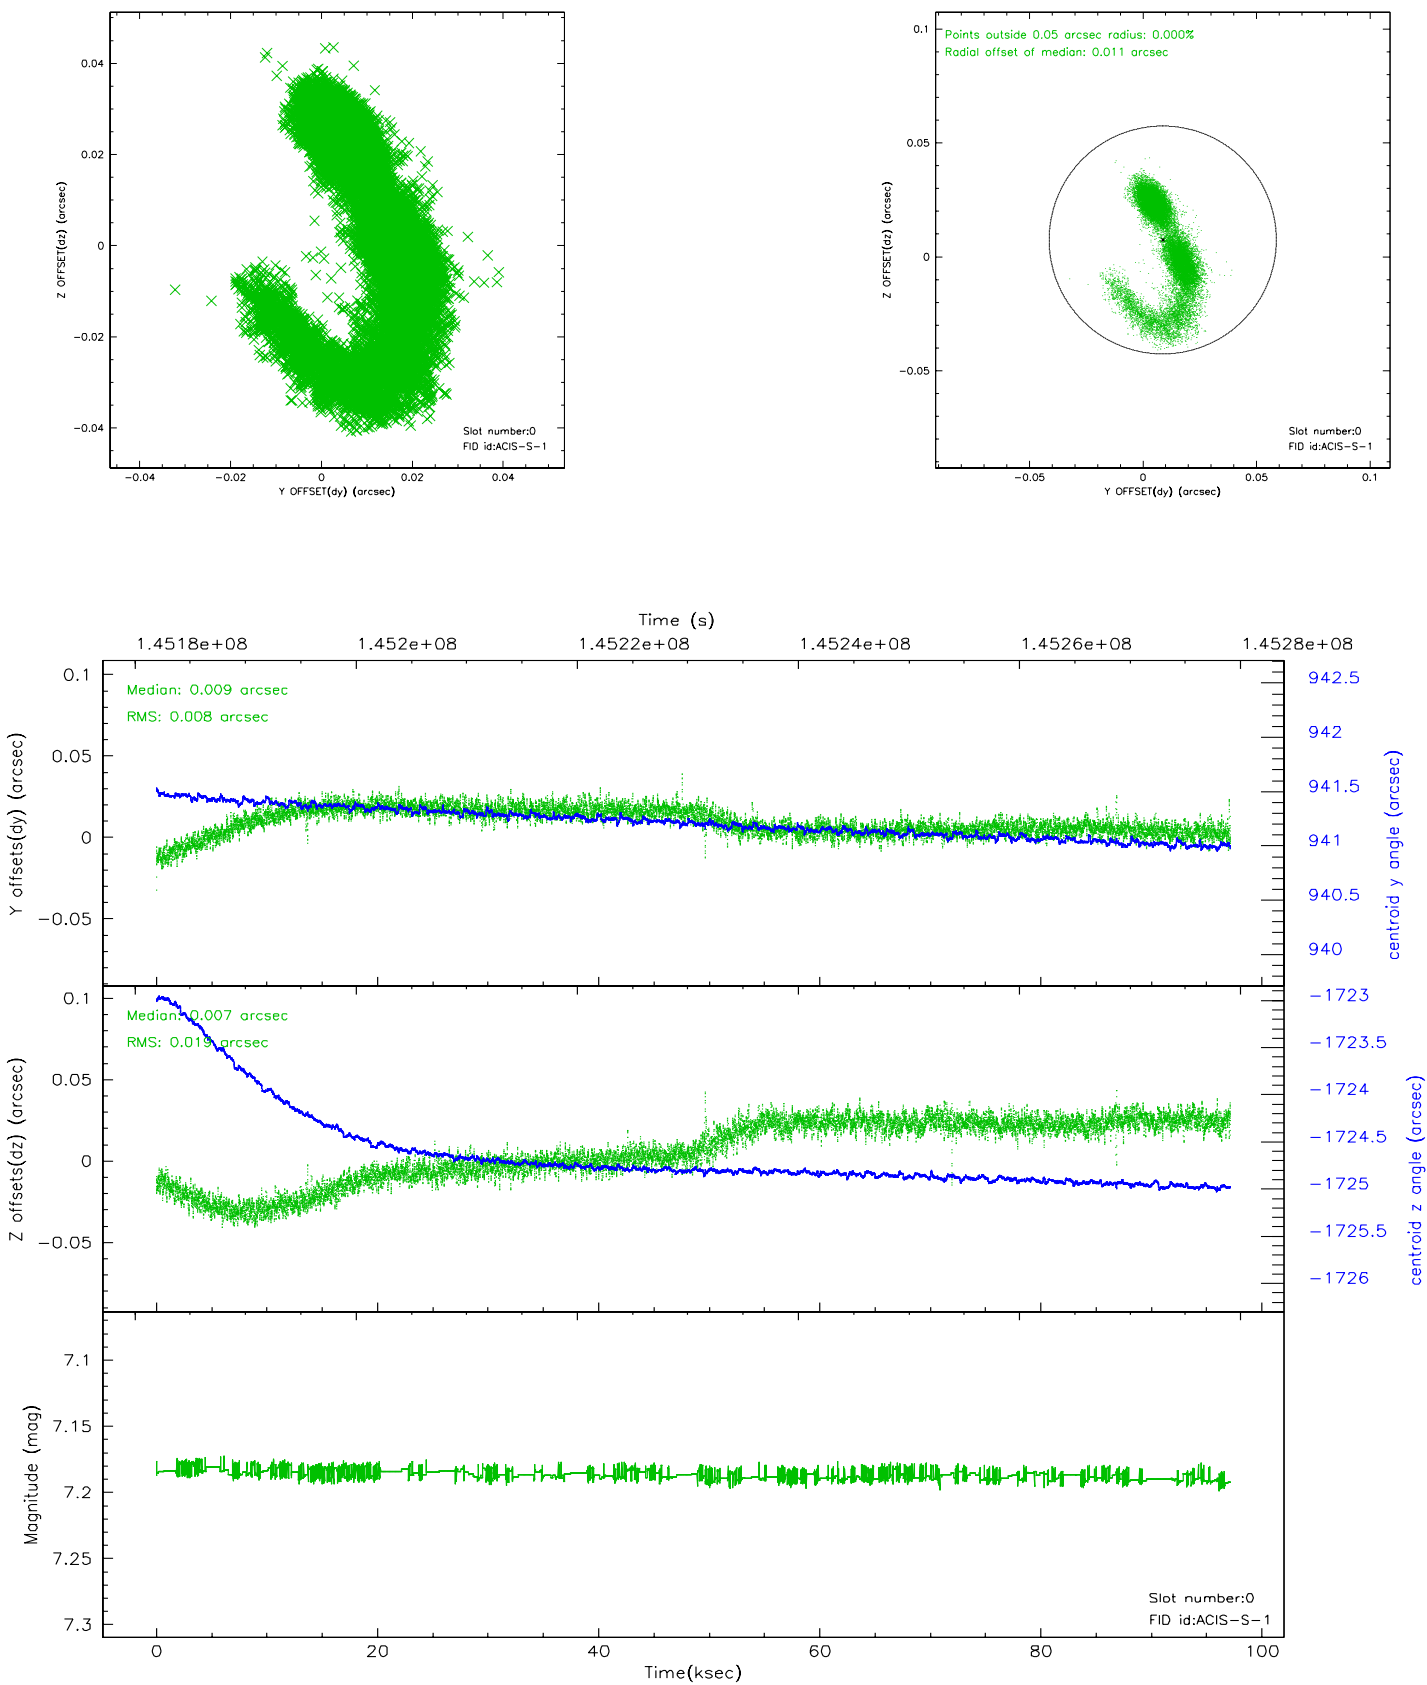 0.04
0.02
0
−0.02
−0.04
Z OFFSET(dz) (arcsec)
Slot number:0
FID id:ACIS−S−1
−0.04
−0.02
0
0.02
0.04
Y OFFSET(dy) (arcsec)
Points outside 0.05 arcsec radius: 0.000%
Radial offset of median: 0.011 arcsec
0.1
0.05
0
−0.05
Z OFFSET(dz) (arcsec)
Slot number:0
FID id:ACIS−S−1
−0.05
0
0.05
0.1
Y OFFSET(dy) (arcsec)
Time (s)
1.4518e+08
1.452e+08
1.4522e+08
1.4524e+08
1.4526e+08
1.4528e+08
Median: 0.009 arcsec
RMS: 0.008 arcsec
0.1
0.05
0
−0.05
Y offsets(dy) (arcsec)
942.5
942
941.5
941
940.5
940
centroid y angle (arcsec)
Median: 0.007 arcsec
RMS: 0.019 arcsec
0.1
0.05
0
−0.05
Z offsets(dz) (arcsec)
−1723
−1723.5
−1724
−1724.5
−1725
−1725.5
−1726
centroid z angle (arcsec)
7.1
7.15
7.2
7.25
7.3
Magnitude (mag)
Slot number:0
FID id:ACIS−S−1
0
20
40
60
80
100
Time(ksec)